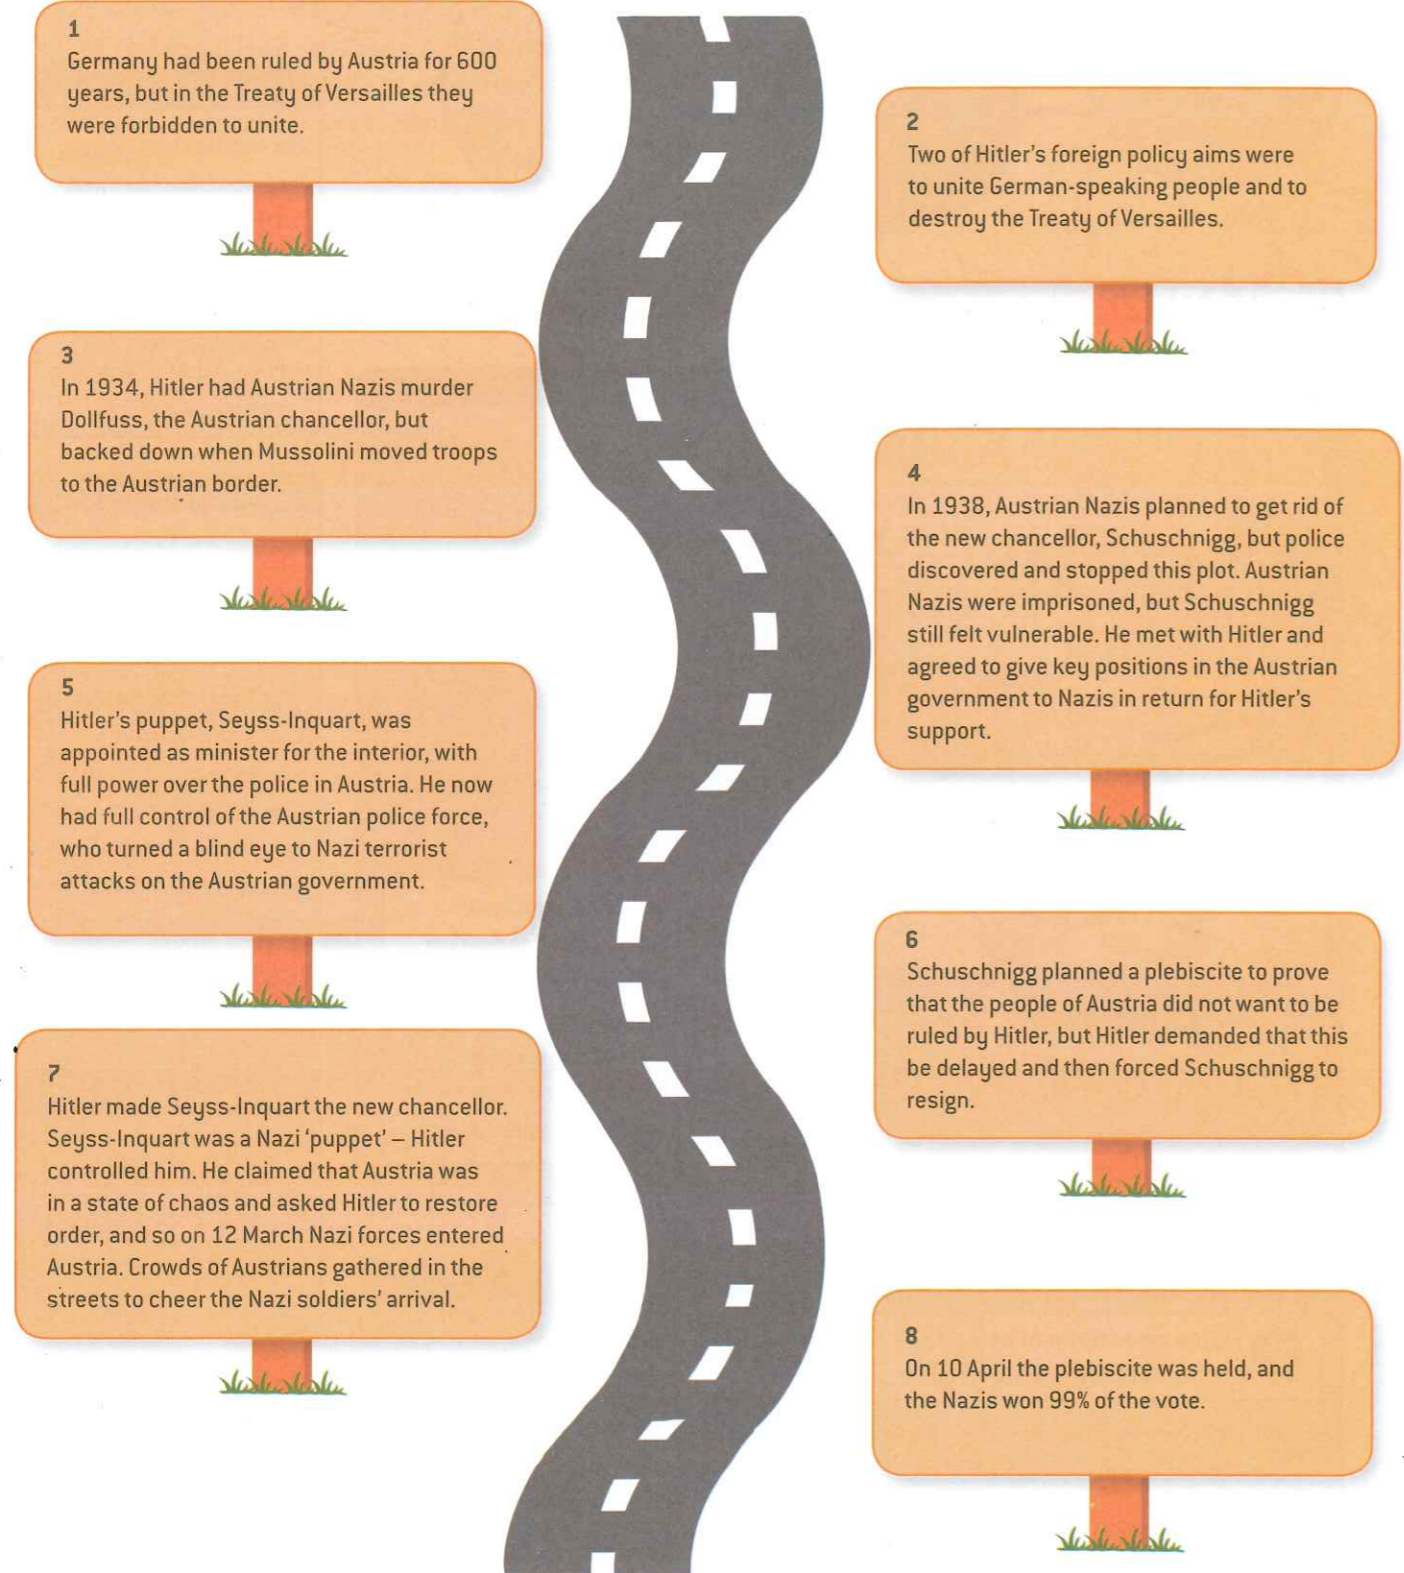 1
Germany had been ruled by Austria for 600
years, but in the Treaty of Versailles they
were forbidden to unite.
2
Two of Hitler's foreign policy aims were
to unite German-speaking people and to
destroy the Treaty of Versailles.
3
In 1934, Hitler had Austrian Nazis murder
Dollfuss, the Austrian chancellor, but
backed down when Mussolini moved troops
to the Austrian border.
4
In 1938, Austrian Nazis planned to get rid of
the new chancellor, Schuschnigg, but police
discovered and stopped this plot. Austrian
Nazis were imprisoned, but Schuschnigg
still felt vulnerable. He met with Hitler and
agreed to give key positions in the Austrian
government to Nazis in return for Hitler's
support.
5
Hitler's puppet, Seyss-Inquart, was
appointed as minister for the interior, with
full power over the police in Austria. He now
had full control of the Austrian police force,
who turned a blind eye to Nazi terrorist
attacks on the Austrian government.
6
Schuschnigg planned a plebiscite to prove
that the people of Austria did not want to be
ruled by Hitler, but Hitler demanded that this
be delayed and then forced Schuschnigg to
resign.
7
Hitler made Seyss-Inquart the new chancellor.
Seyss-Inquart was a Nazi 'puppet' – Hitler
controlled him. He claimed that Austria was
in a state of chaos and asked Hitler to restore
order, and so on 12 March Nazi forces entered
Austria. Crowds of Austrians gathered in the
streets to cheer the Nazi soldiers' arrival.
8
On 10 April the plebiscite was held, and
the Nazis won 99% of the vote.